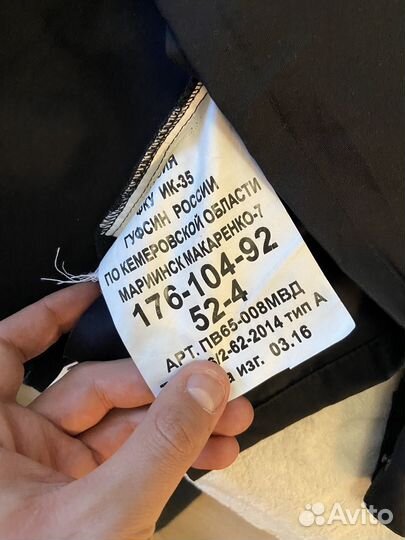 ФКУ ИК-35
ГУФСИН РОССИИ
ПО КЕМЕРОВСКОЙ ОБЛАСТИ
МАРИИНСК МАКАРЕНКО-7
176-104-92
52-4
АРТ. ПВ65-008МВД
/2-62-2014 тип А
изг. 03.16
Avito